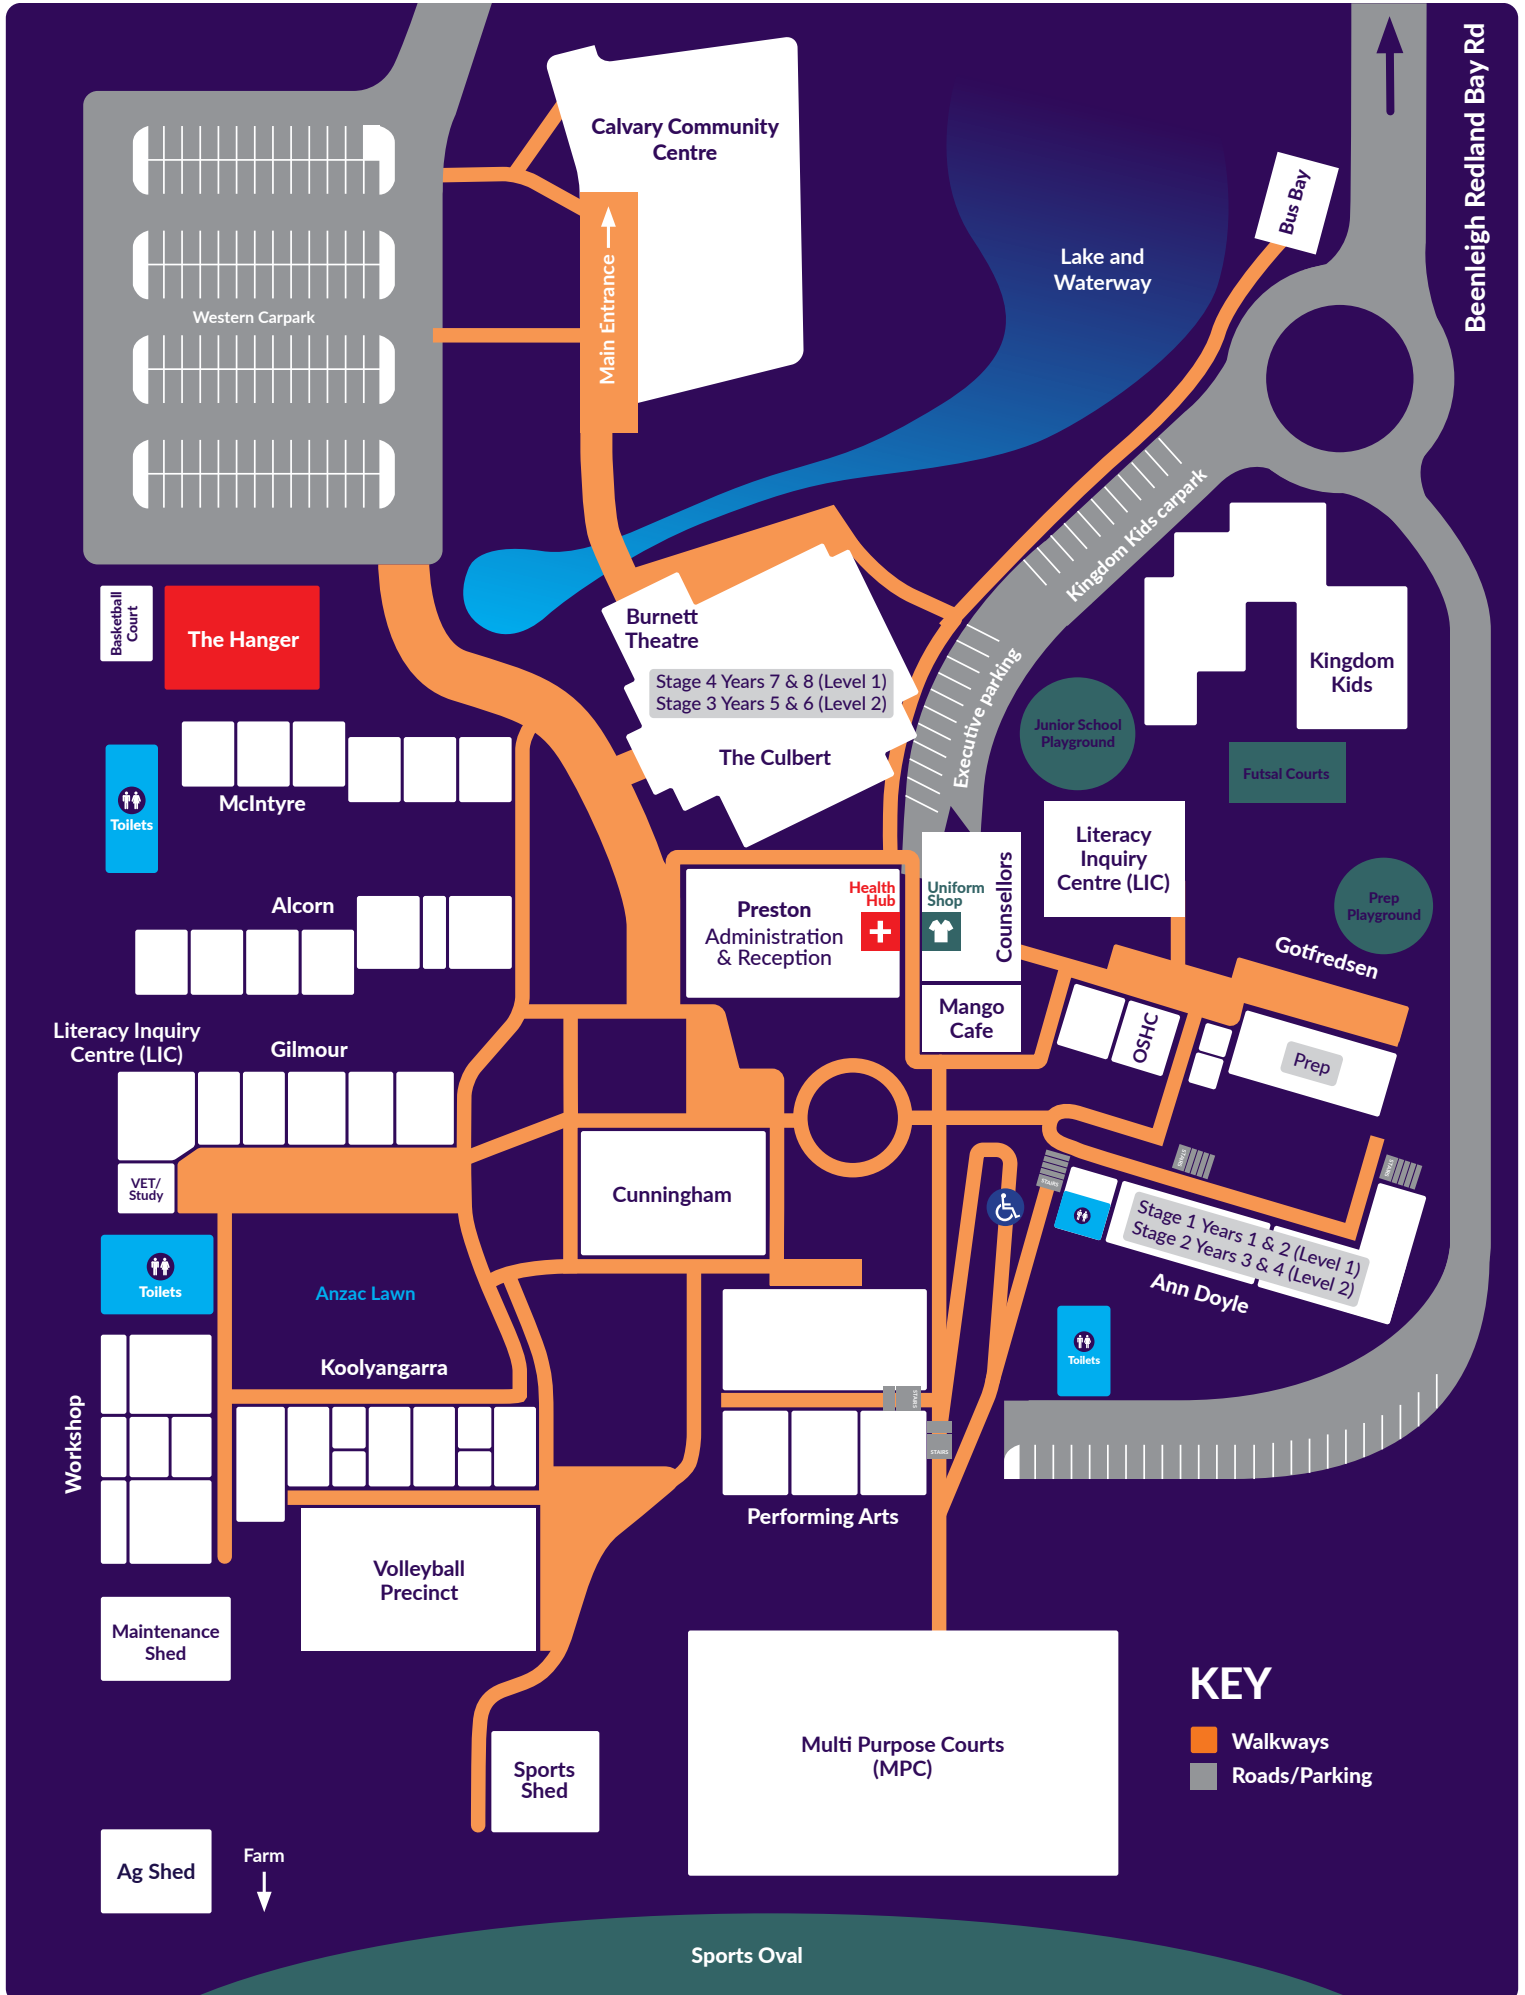 Beenleigh Redland Bay Rd
Calvary Community
Centre
Bus Bay
Lake and
Waterway
Main Entrance
Western Carpark
Kingdom Kids carpark
Basketball
Court
The Hanger
Burnett
Theatre
Stage 4 Years 7 & 8 (Level 1)
Stage 3 Years 5 & 6 (Level 2)
The Culbert
Executive parking
Kingdom
Kids
Junior School
Playground
Futsal Courts
McIntyre
Toilets
Literacy
Inquiry
Centre (LIC)
Counsellors
Health
Hub
Uniform
Shop
Preston
Administration
& Reception
Prep
Playground
Alcorn
Gotfredsen
Mango
Cafe
OSHC
Prep
Literacy Inquiry
Centre (LIC)
Gilmour
VET/
Study
Cunningham
STAIRS
STAIRS
STAIRS
Stage 1 Years 1 & 2 (Level 1)
Stage 2 Years 3 & 4 (Level 2)
Ann Doyle
Toilets
Anzac Lawn
Toilets
Koolyangarra
STAIRS
STAIRS
Workshop
Performing Arts
Volleyball
Precinct
Maintenance
Shed
KEY
Walkways
Roads/Parking
Multi Purpose Courts
(MPC)
Sports
Shed
Ag Shed
Farm
Sports Oval